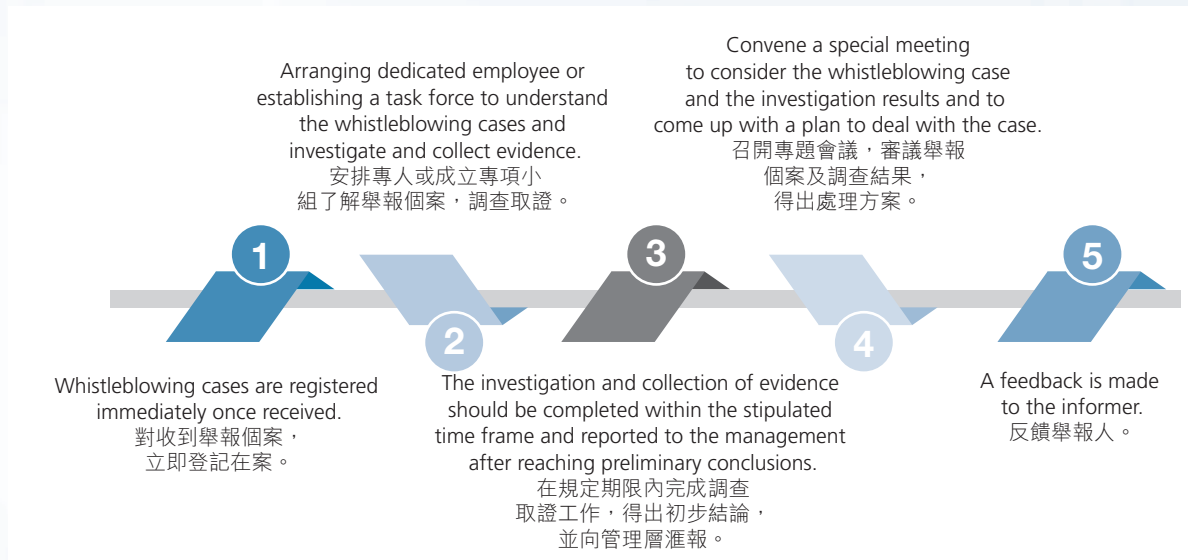 1
Whistleblowing cases are registered
immediately once received.
對收到舉報個案，
立即登記在案。
Arranging dedicated employee or
establishing a task force to understand
the whistleblowing cases and
investigate and collect evidence.
安排專人或成立專項小
組了解舉報個案，調查取證。
2
3
The investigation and collection of evidence
should be completed within the stipulated
time frame and reported to the management
after reaching preliminary conclusions.
在規定期限內完成調查
取證工作，得出初步結論，
並向管理層滙報。
Convene a special meeting
to consider the whistleblowing case
and the investigation results and to
come up with a plan to deal with the case.
召開專題會議，審議舉報
個案及調查結果，
得出處理方案。
4
5
A feedback is made
to the informer.
反饋舉報人。